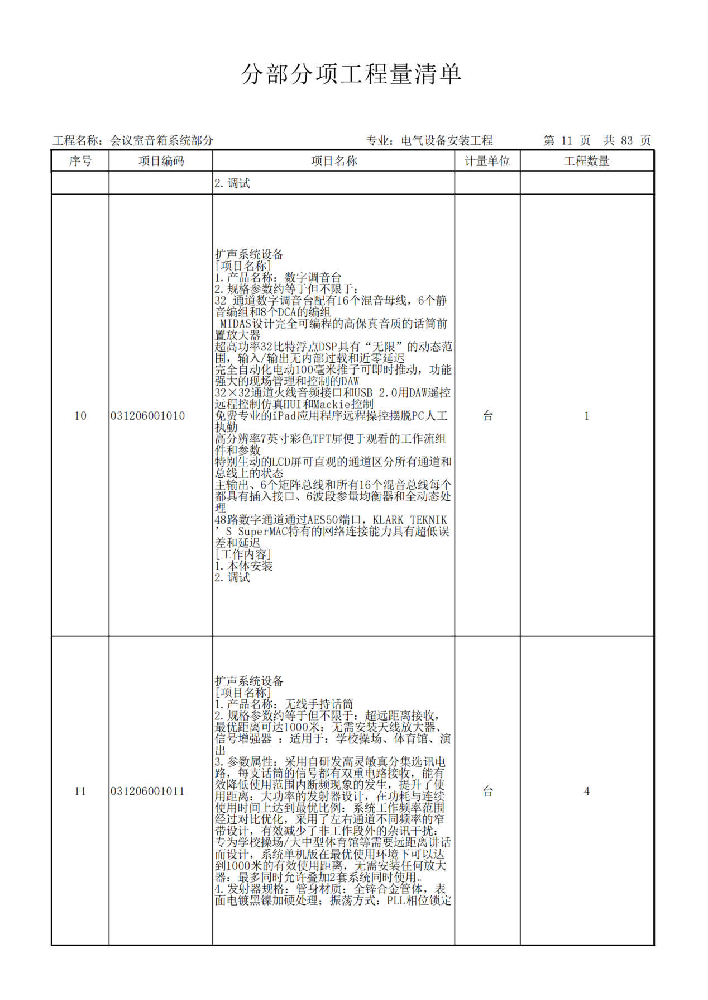 分部分项工程量清单
工程名称：会议室音箱系统部分 专业：电气设备安装工程 第 11 页 共 83 页
序号 项目编码 项目名称 计量单位 工程数量
2.调试
扩声系统设备
[项目名称]
1.产品名称：数字调音台
2.规格参数约等于但不限于：
32 通道数字调音台配有16个混音母线，6个静
音编组和8个DCA的编组
MIDAS设计完全可编程的高保真音质的话筒前
置放大器
超高功率32比特浮点DSP具有“无限”的动态范
围，输入/输出无内部过载和近零延迟
完全自动化电动100毫米推子可即时推动，功能
强大的现场管理和控制的DAW
32×32通道火线音频接口和USB 2.0用DAW遥控
远程控制仿真HUI和Mackie控制
10 031206001010 免费专业的iPad应用程序远程操控摆脱PC人工 台 1
执勤
高分辨率7英寸彩色TFT屏便于观看的工作流组
件和参数
特别生动的LCD屏可直观的通道区分所有通道和
总线上的状态
主输出、6个矩阵总线和所有16个混音总线每个
都具有插入接口、6波段参量均衡器和全动态处
理
48路数字通道通过AES50端口，KLARK TEKNIK
’S SuperMAC特有的网络连接能力具有超低误
差和延迟
[工作内容]
1.本体安装
2.调试
扩声系统设备
[项目名称]
1.产品名称：无线手持话筒
2.规格参数约等于但不限于：超远距离接收，
最优距离可达1000米：无需安装天线放大器、
信号增强器 ：适用于：学校操场、体育馆、演
出
3.参数属性：采用自研发高灵敏真分集选讯电
路，每支话筒的信号都有双重电路接收，能有
效降低使用范围内断频现象的发生，提升了使
11 031206001011 用距离：大功率的发射器设计，在功耗与连续 台 4
使用时间上达到最优比例：系统工作频率范围
经过对比优化，采用了左右通道不同频率的窄
带设计，有效减少了非工作段外的杂讯干扰：
专为学校操场/大中型体育馆等需要远距离讲话
而设计，系统单机版在最优使用环境下可以达
到1000米的有效使用距离，无需安装任何放大
器：最多同时允许叠加2套系统同时使用。
4.发射器规格：管身材质：全锌合金管体，表
面电镀黑镍加硬处理；振荡方式：PLL相位锁定